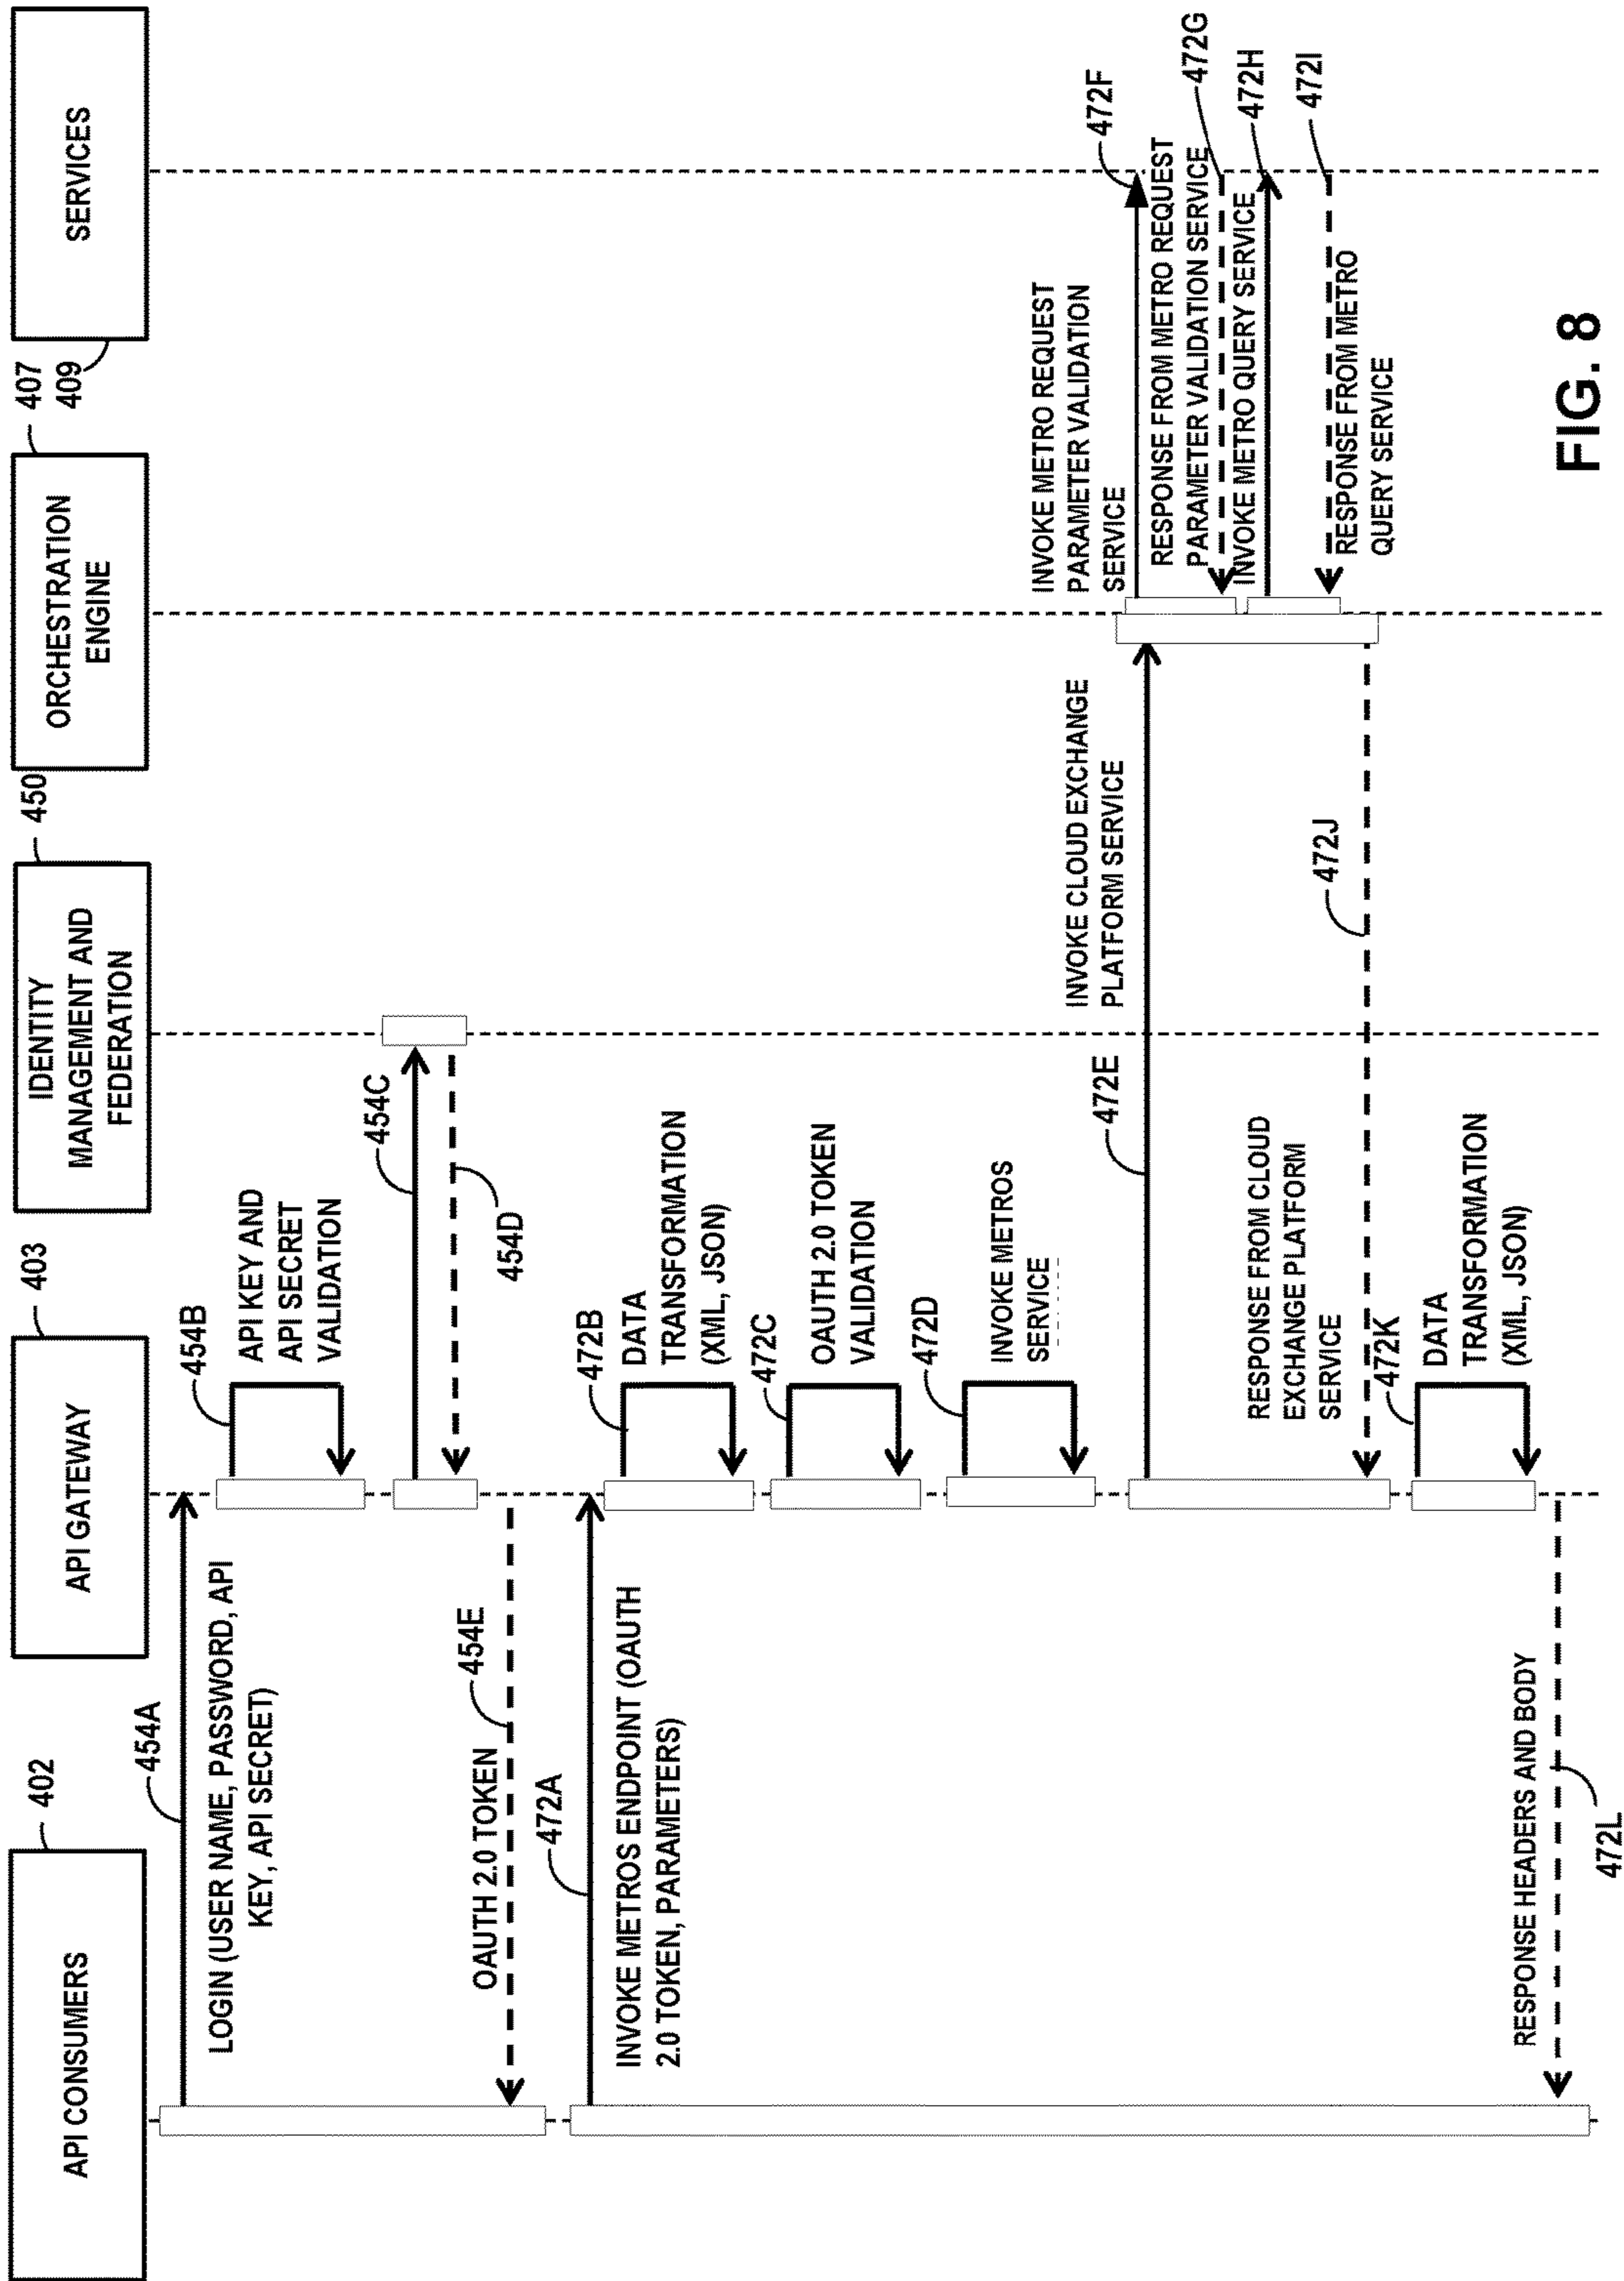 API CONSUMERS
402
API GATEWAY
403
IDENTITY
MANAGEMENT AND
FEDERATION
450
ORCHESTRATION
ENGINE
407
409
SERVICES
454A
LOGIN (USER NAME, PASSWORD, API
KEY, API SECRET)
454B
API KEY AND
API SECRET
VALIDATION
454C
454D
454E
OAUTH 2.0 TOKEN
472A
INVOKE METROS ENDPOINT (OAUTH
2.0 TOKEN, PARAMETERS)
472B
DATA
TRANSFORMATION
(XML, JSON)
472C
OAUTH 2.0 TOKEN
VALIDATION
472D
INVOKE METROS
SERVICE
472E
INVOKE CLOUD EXCHANGE
PLATFORM SERVICE
INVOKE METRO REQUEST
PARAMETER VALIDATION
SERVICE
472F
RESPONSE FROM METRO REQUEST
PARAMETER VALIDATION SERVICE
472G
INVOKE METRO QUERY SERVICE
472H
472I
RESPONSE FROM METRO
QUERY SERVICE
472J
RESPONSE FROM CLOUD
EXCHANGE PLATFORM
SERVICE
472K
DATA
TRANSFORMATION
(XML, JSON)
RESPONSE HEADERS AND BODY
472L
FIG. 8